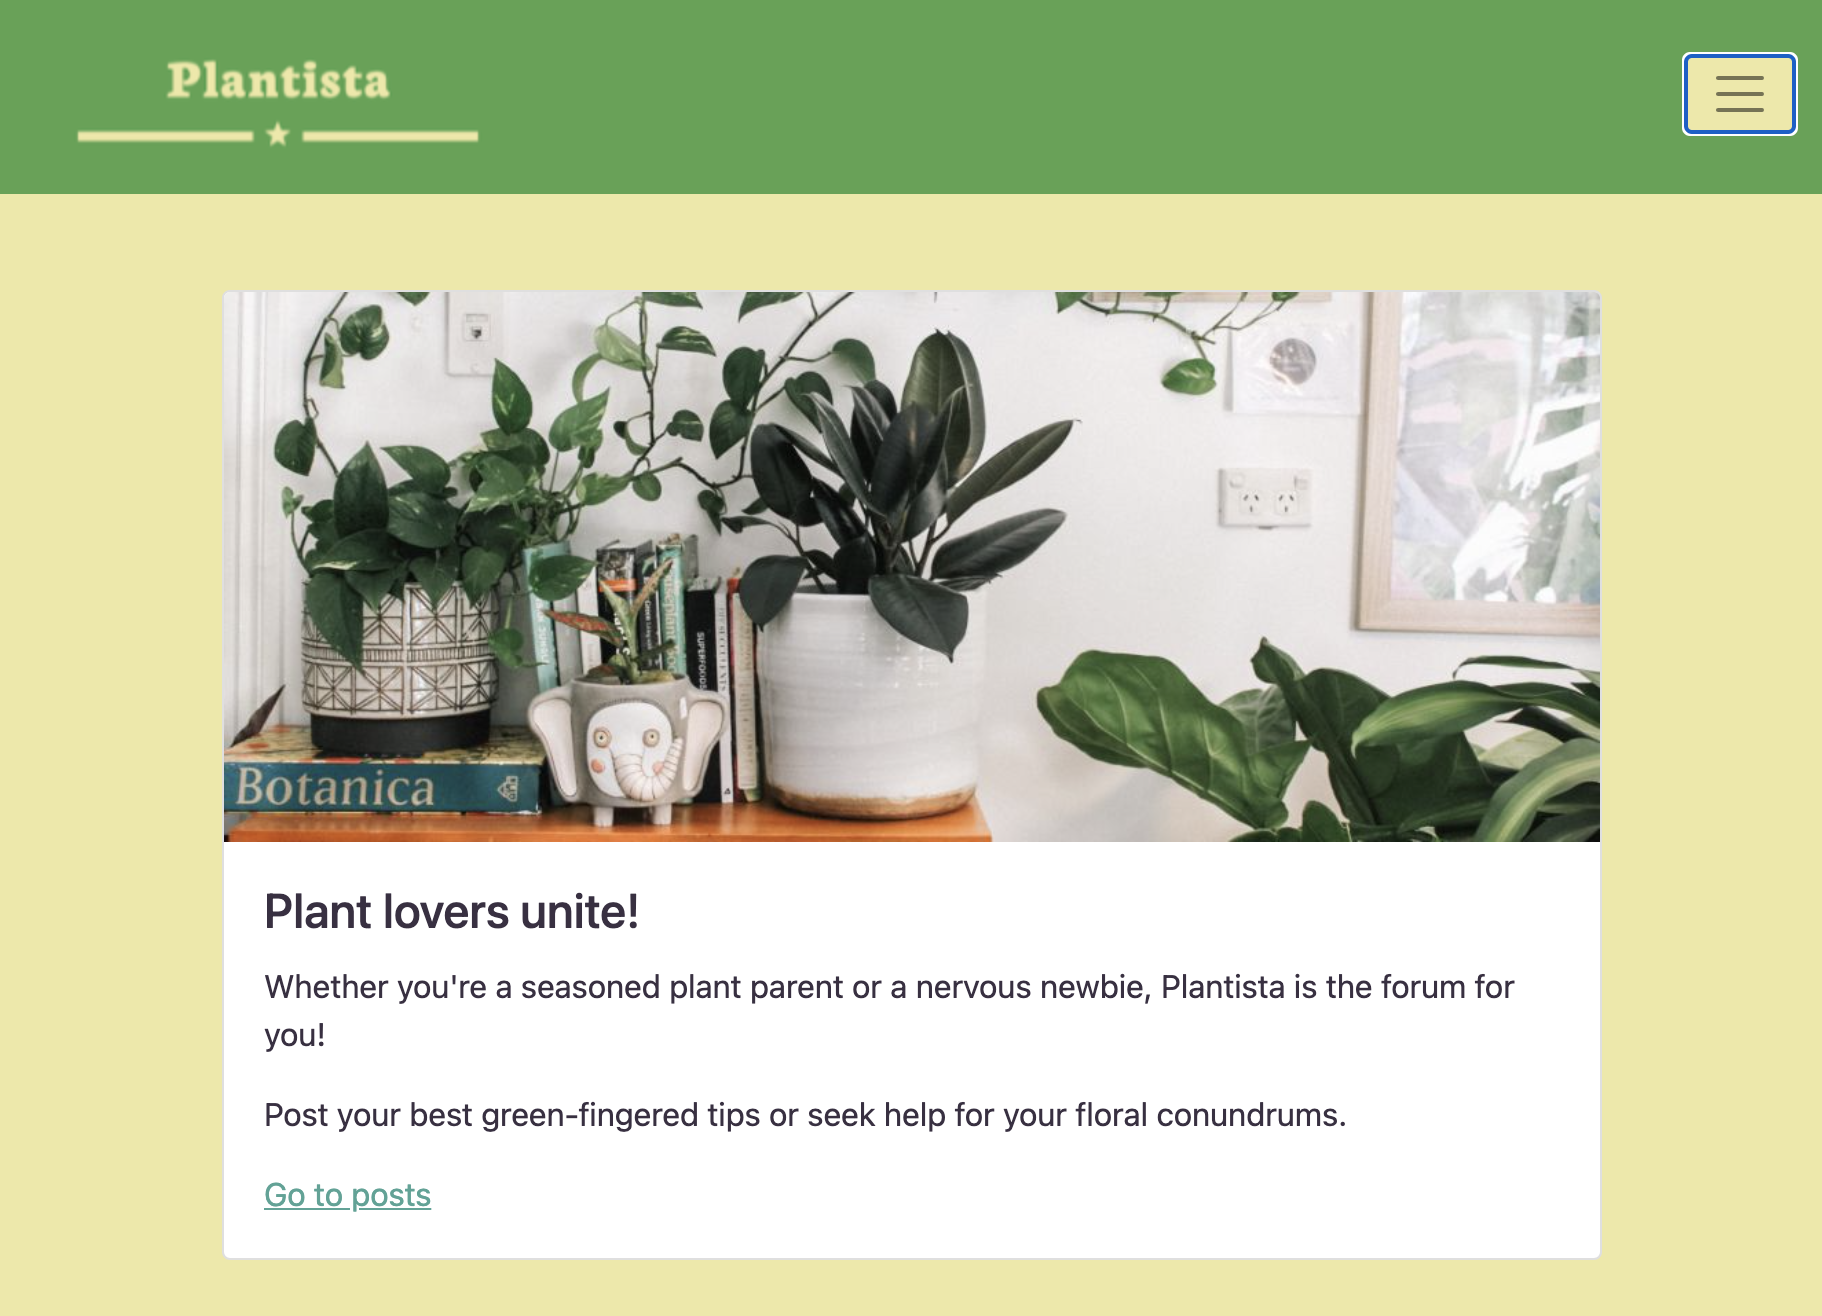 Plantista
Botanica
SUPERFOODS
Plant lovers unite!
Whether you're a seasoned plant parent or a nervous newbie, Plantista is the forum for
you!
Post your best green-fingered tips or seek help for your floral conundrums.
Go to posts